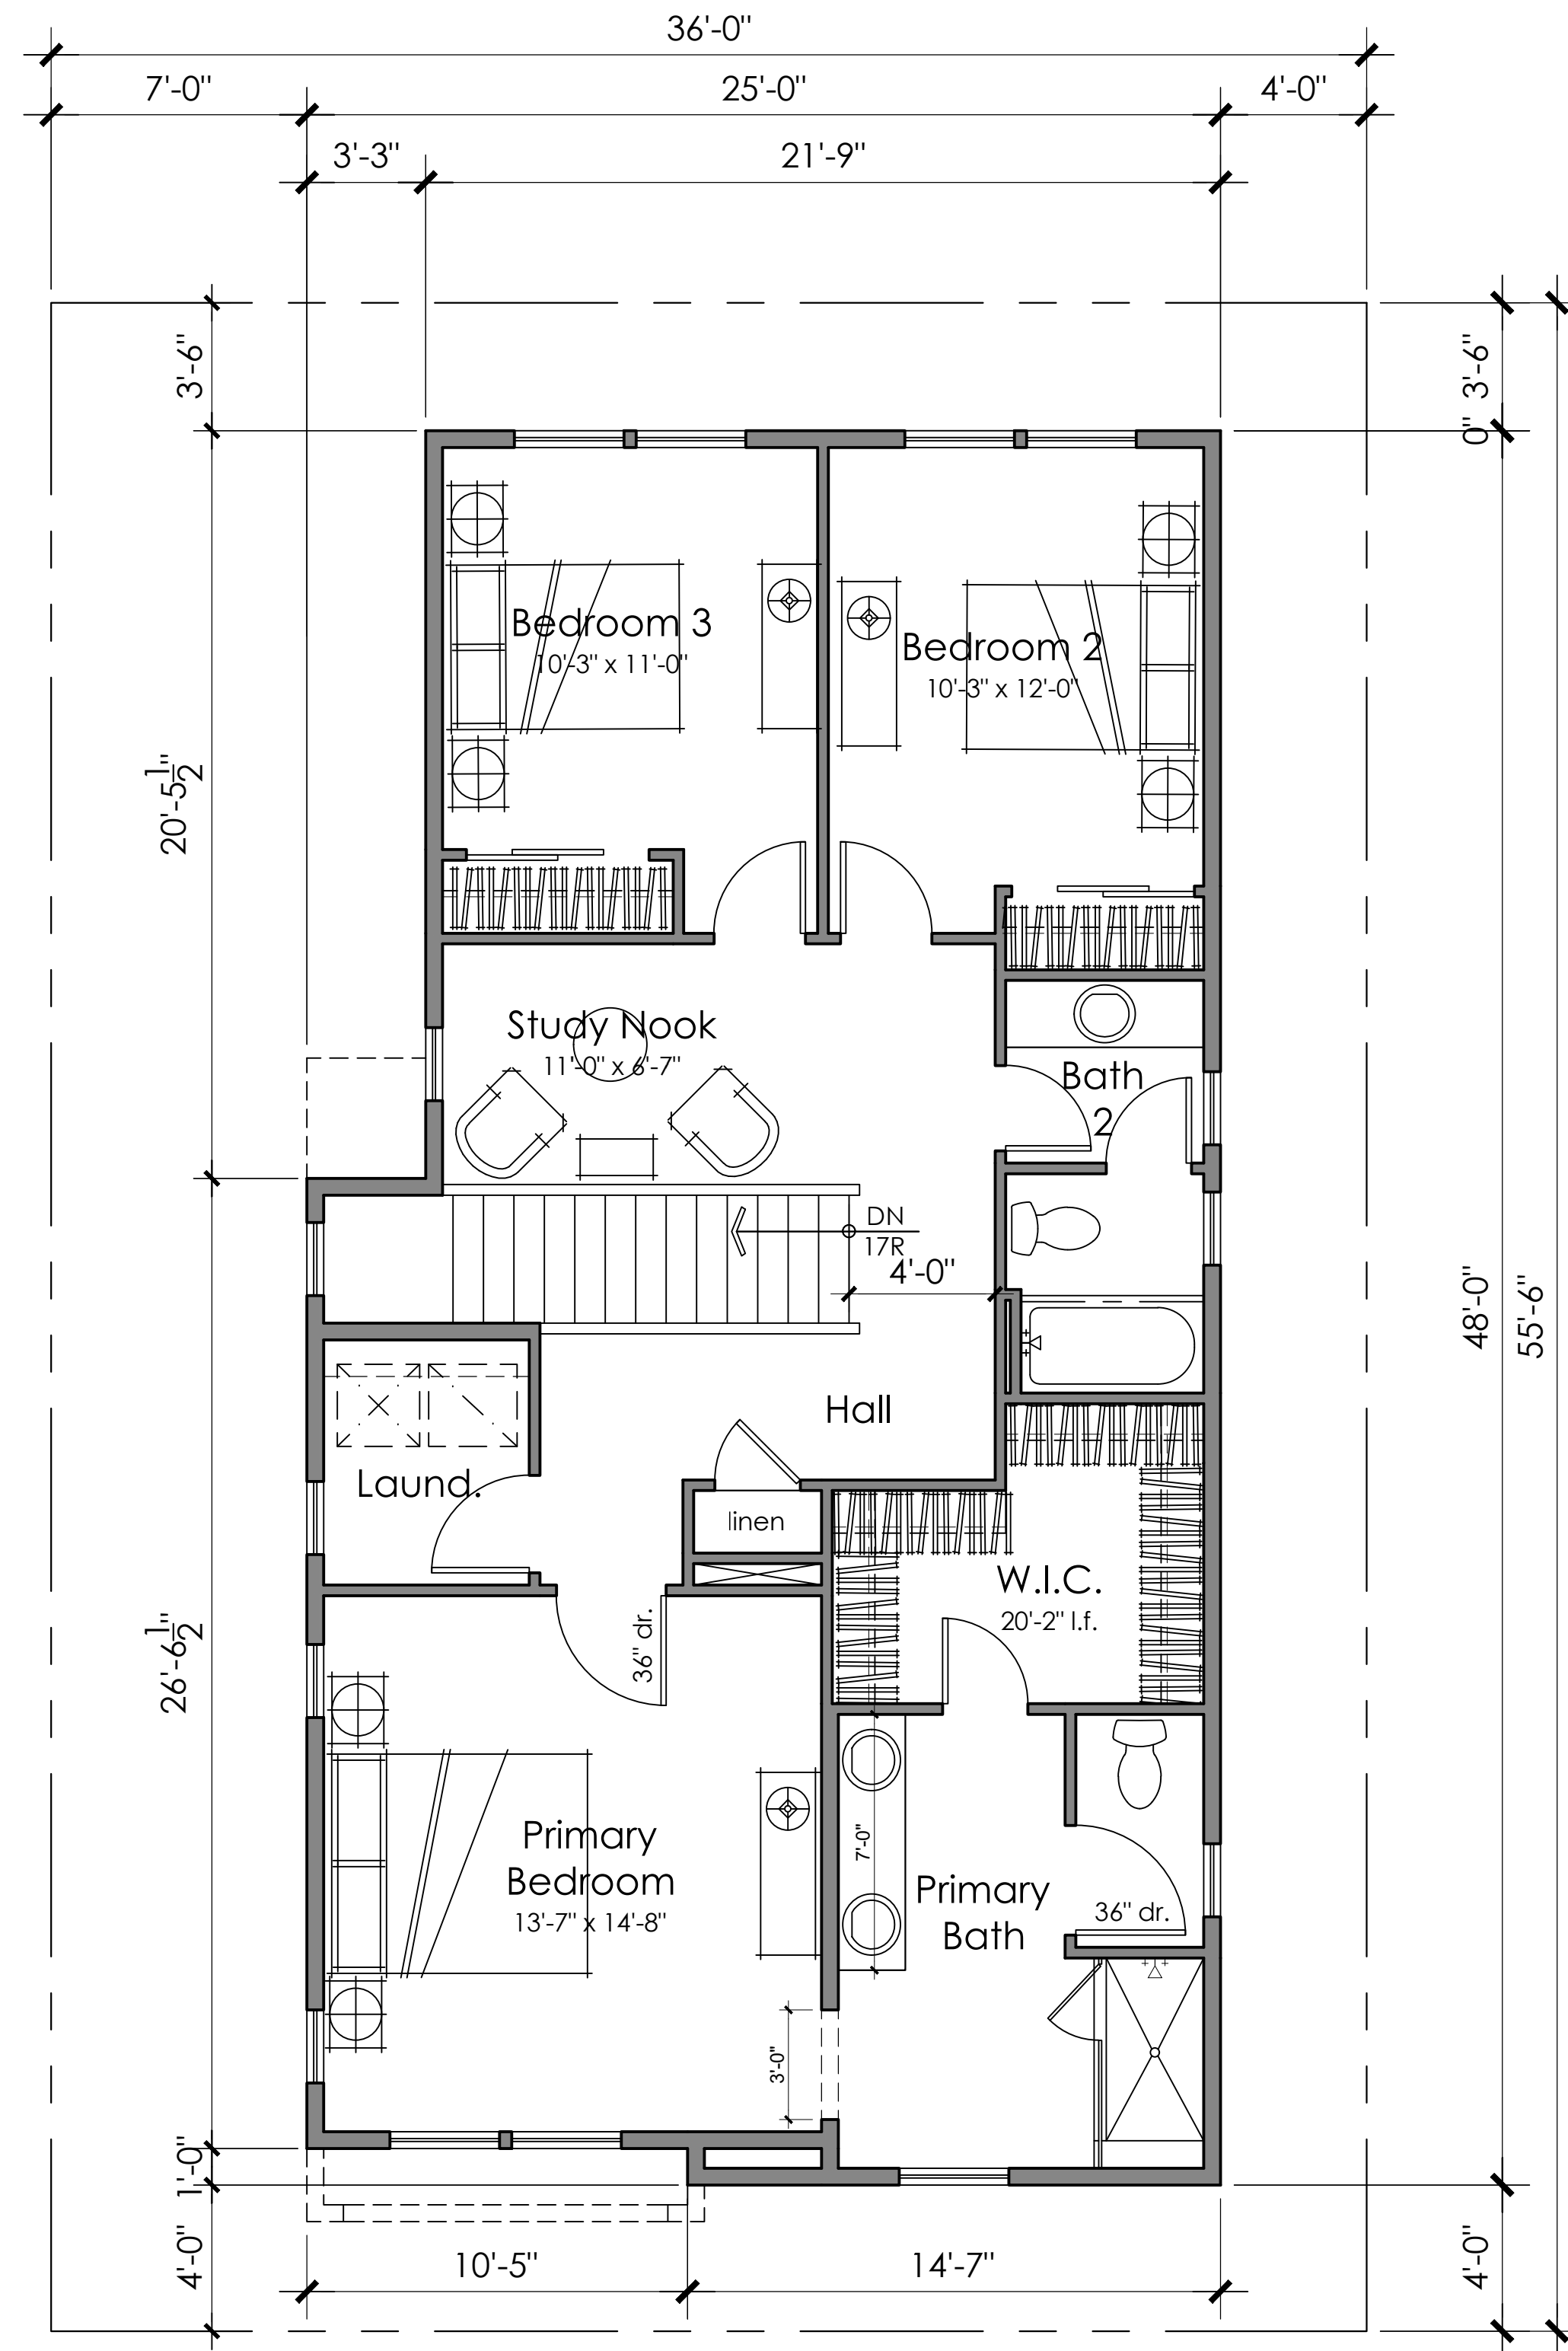 36'-0"
7'-0"
25'-0"
4'-0"
3'-3"
21'-9"
3'-6"
3'-6"
0"
Bedroom 3
10'-3" x 11'-0"
Bedroom 2
10'-3" x 12'-0"
20'-5 1/2"
Study Nook
11'-0" x 6'-7"
Bath
2
DN
17R
4'-0"
48'-0"
55'-6"
Hall
Laund.
linen
W.I.C.
20'-2" l.f.
36" dr.
26'-6 1/2"
Primary
Bedroom
13'-7" x 14'-8"
7'-0"
Primary
Bath
36" dr.
3'-0"
1'-0"
4'-0"
10'-5"
14'-7"
4'-0"